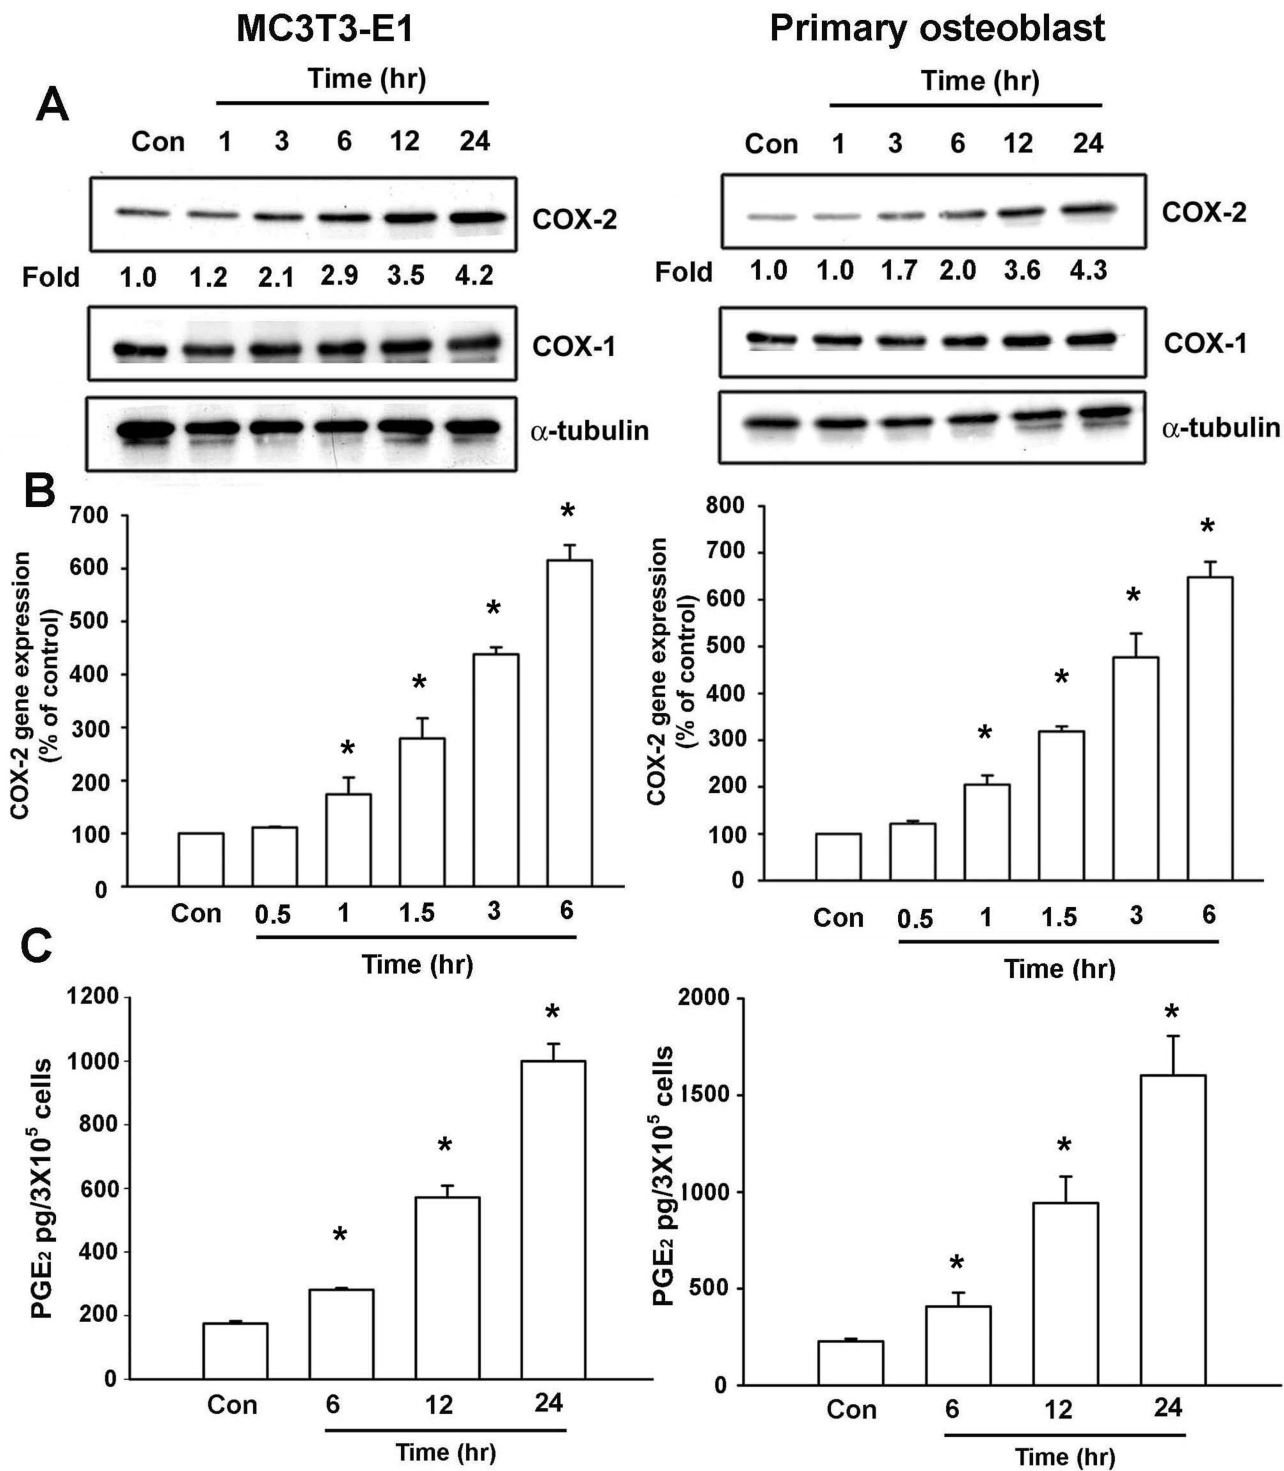 MC3T3-E1
Primary osteoblast
A
Time (hr)
Con 1 3 6 12 24
COX-2
Fold 1.0 1.2 2.1 2.9 3.5 4.2
COX-1
α-tubulin
Time (hr)
Con 1 3 6 12 24
COX-2
Fold 1.0 1.0 1.7 2.0 3.6 4.3
COX-1
α-tubulin
B
COX-2 gene expression
(% of control)
700
600
500
400
300
200
100
0
* * * *
Con 0.5 1 1.5 3 6
Time (hr)
COX-2 gene expression
(% of control)
800
700
600
500
400
300
200
100
0
* * * *
Con 0.5 1 1.5 3 6
Time (hr)
C
PGE₂ pg/3X10⁵ cells
1200
1000
800
600
400
200
0
* * *
Con 6 12 24
Time (hr)
PGE₂ pg/3X10⁵ cells
2000
1500
1000
500
0
* * *
Con 6 12 24
Time (hr)